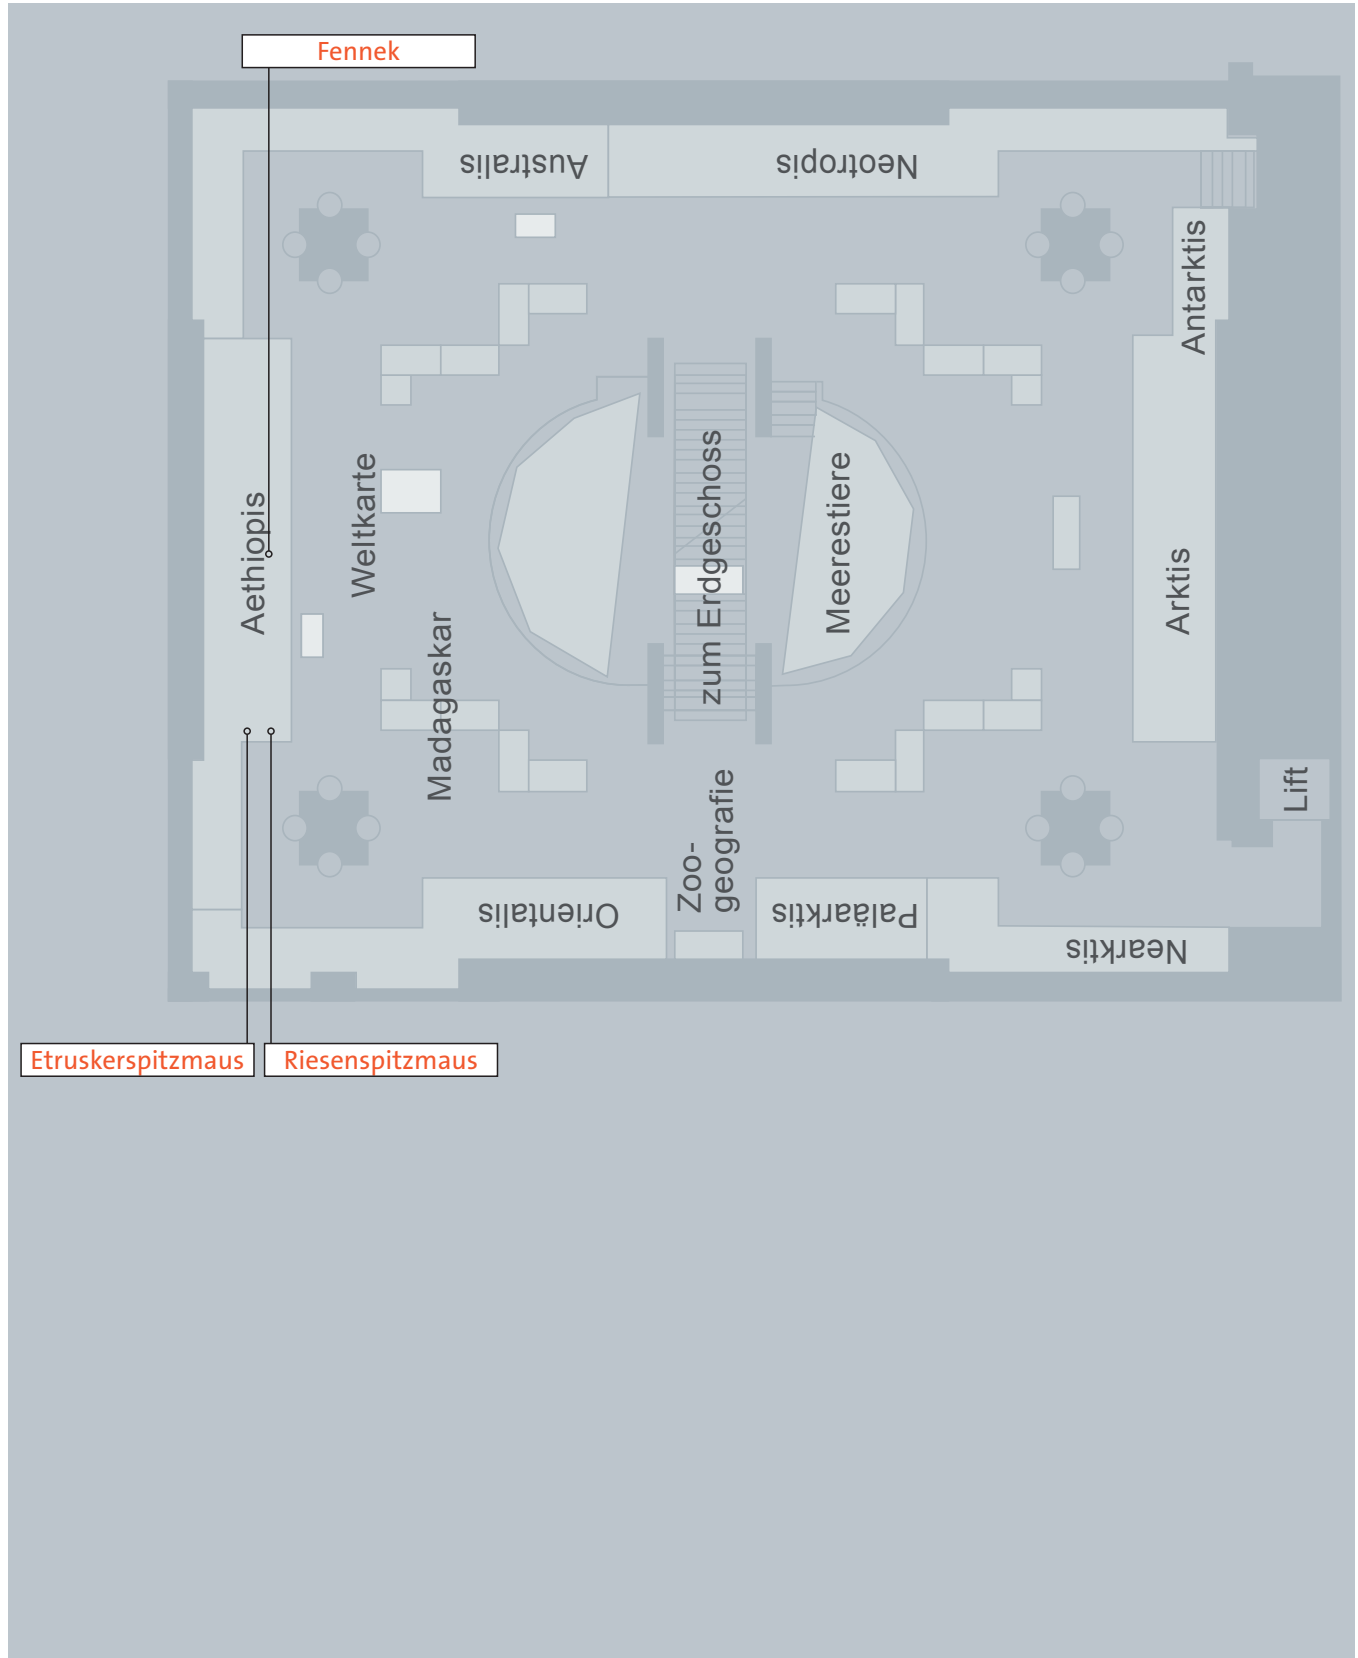 Fennek
Australis
Neotropis
Antarktis
Aethiopis
Weltkarte
Madagaskar
zum Erdgeschoss
Meerestiere
Arktis
Lift
Zoo-
geografie
Orientalis
Paläarktis
Nearktis
Etruskerspitzmaus
Riesenspitzmaus